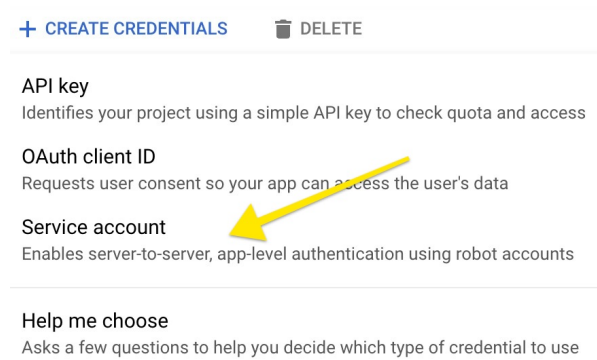 + CREATE CREDENTIALS DELETE
API key
Identifies your project using a simple API key to check quota and access
OAuth client ID
Requests user consent so your app can access the user's data
Service account
Enables server-to-server, app-level authentication using robot accounts
Help me choose
Asks a few questions to help you decide which type of credential to use